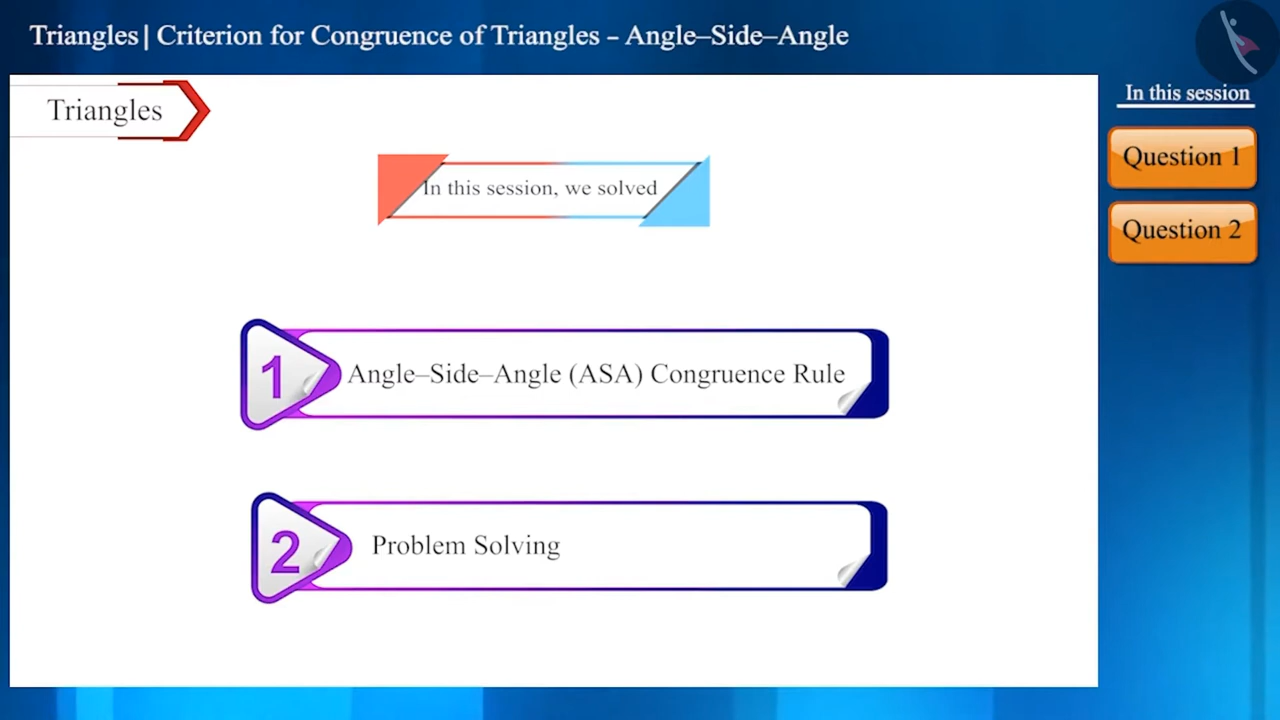 Triangles | Criterion for Congruence of Triangles – Angle–Side–Angle
In this session
Triangles
Question 1
In this session, we solved
Question 2
1 Angle–Side–Angle (ASA) Congruence Rule
2 Problem Solving